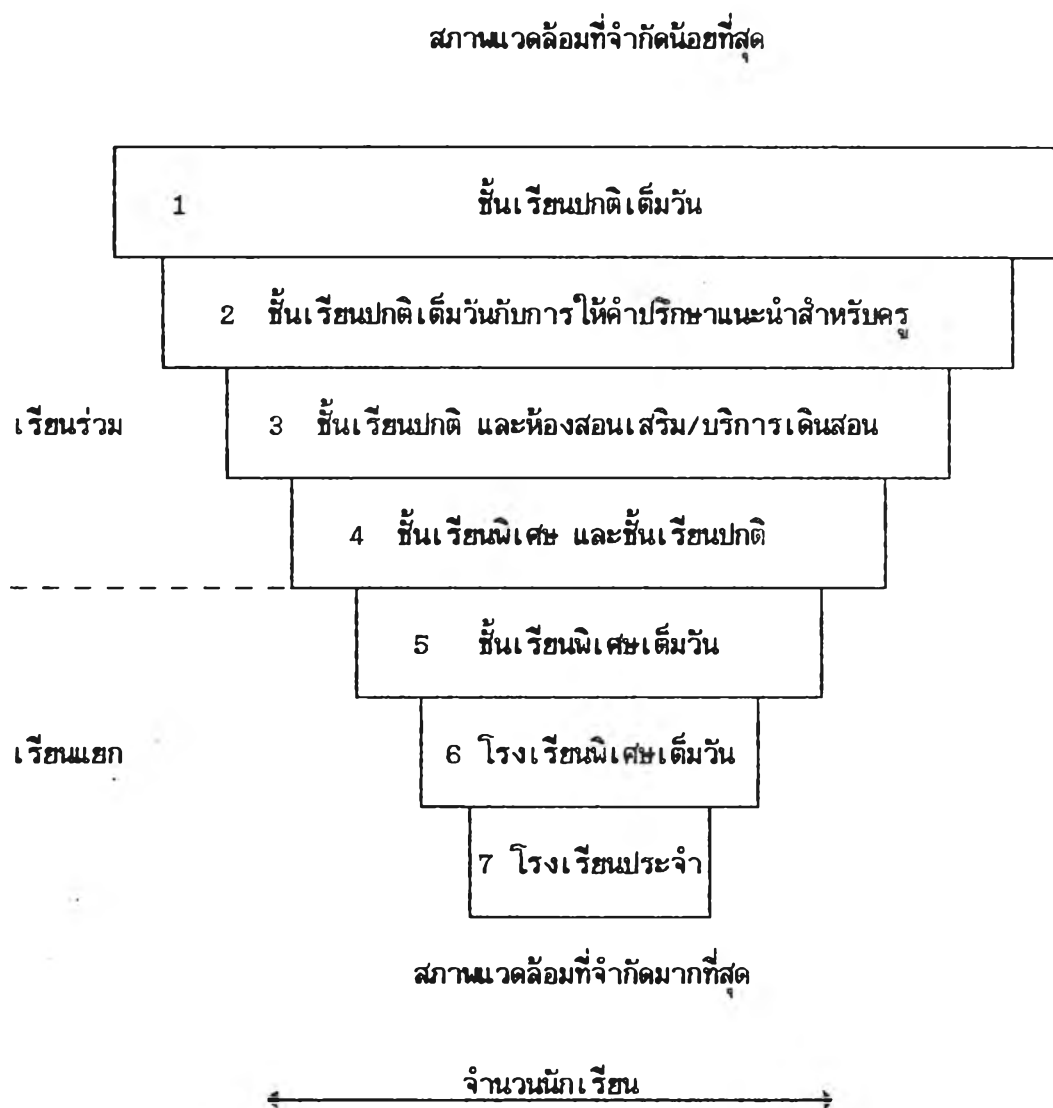 สภาพแวดล้อมที่จำกัดน้อยที่สุด
1 ชั้นเรียนปกติเต็มวัน
2 ชั้นเรียนปกติเต็มวันกับการให้คำปรึกษาแนะนำสำหรับครู
เรียนร่วม 3 ชั้นเรียนปกติ และห้องสอนเสริม/บริการเดินสอน
4 ชั้นเรียนพิเศษ และชั้นเรียนปกติ
5 ชั้นเรียนพิเศษเต็มวัน
เรียนแยก 6 โรงเรียนพิเศษเต็มวัน
7 โรงเรียนประจำ
สภาพแวดล้อมที่จำกัดมากที่สุด
จำนวนนักเรียน